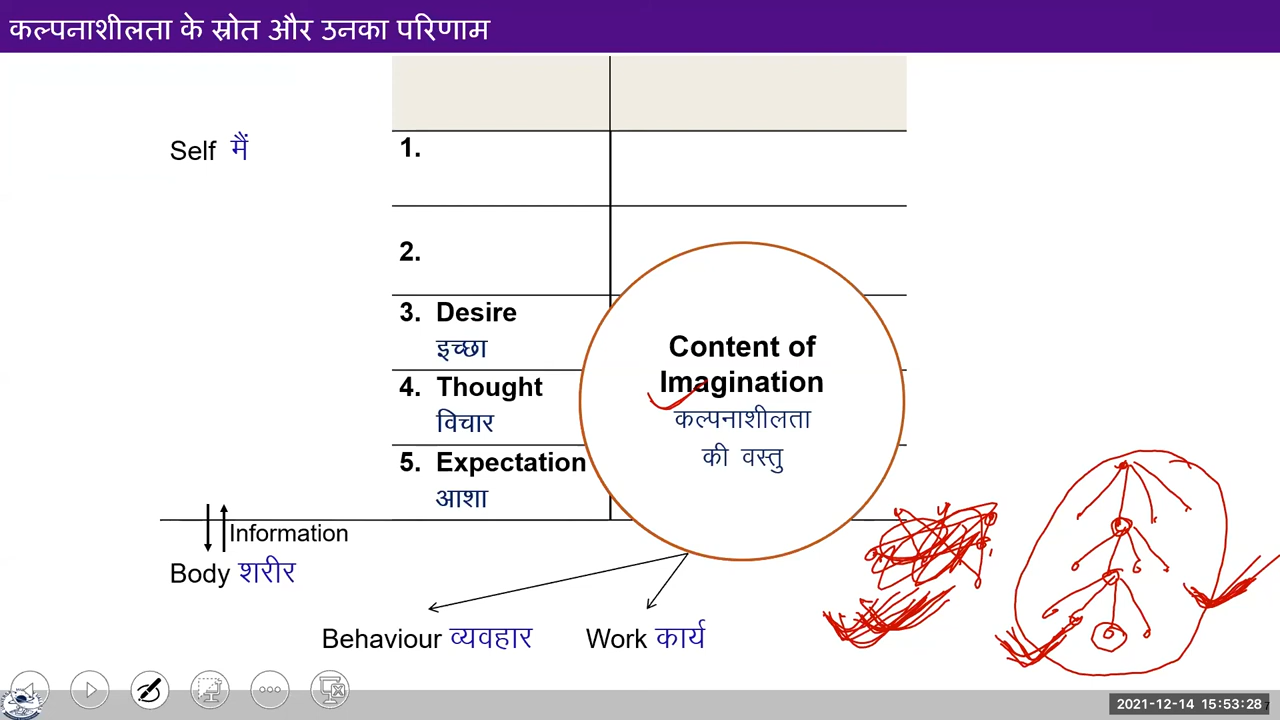 कल्पनाशीलता के स्रोत और उनका परिणाम
Self मैं
1.
2.
3. Desire
इच्छा
4. Thought
विचार
5. Expectation
आशा
Content of
Imagination
कल्पनाशीलता
की वस्तु
Information
Body शरीर
Behaviour व्यवहार
Work कार्य
2021-12-14 15:53:28
7